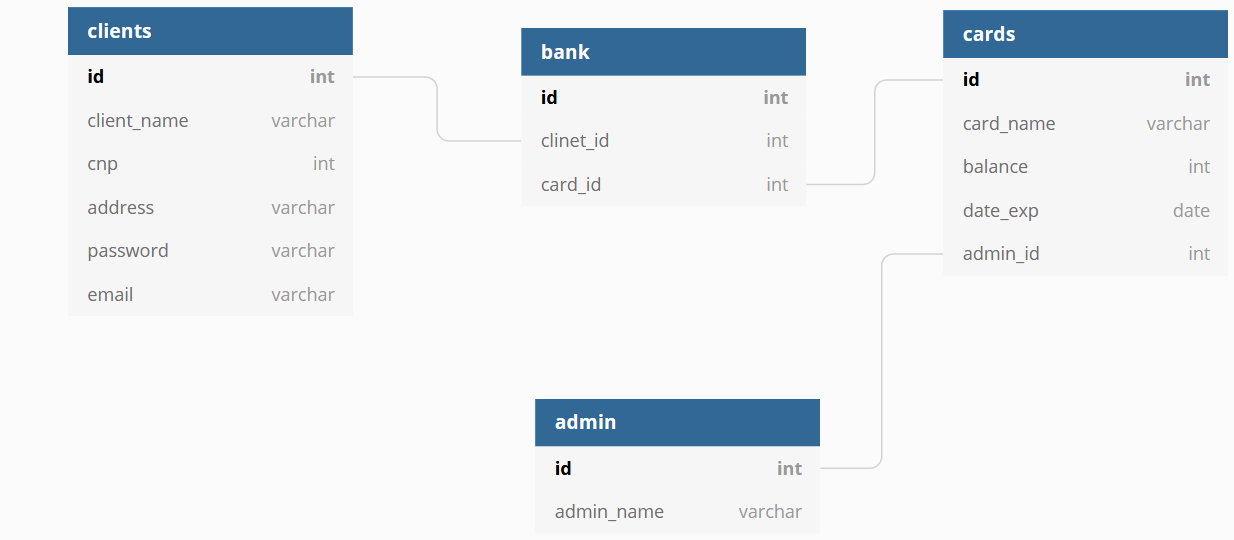 clients
id int
client_name varchar
cnp int
address varchar
password varchar
email varchar
bank
id int
clinet_id int
card_id int
cards
id int
card_name varchar
balance int
date_exp date
admin_id int
admin
id int
admin_name varchar